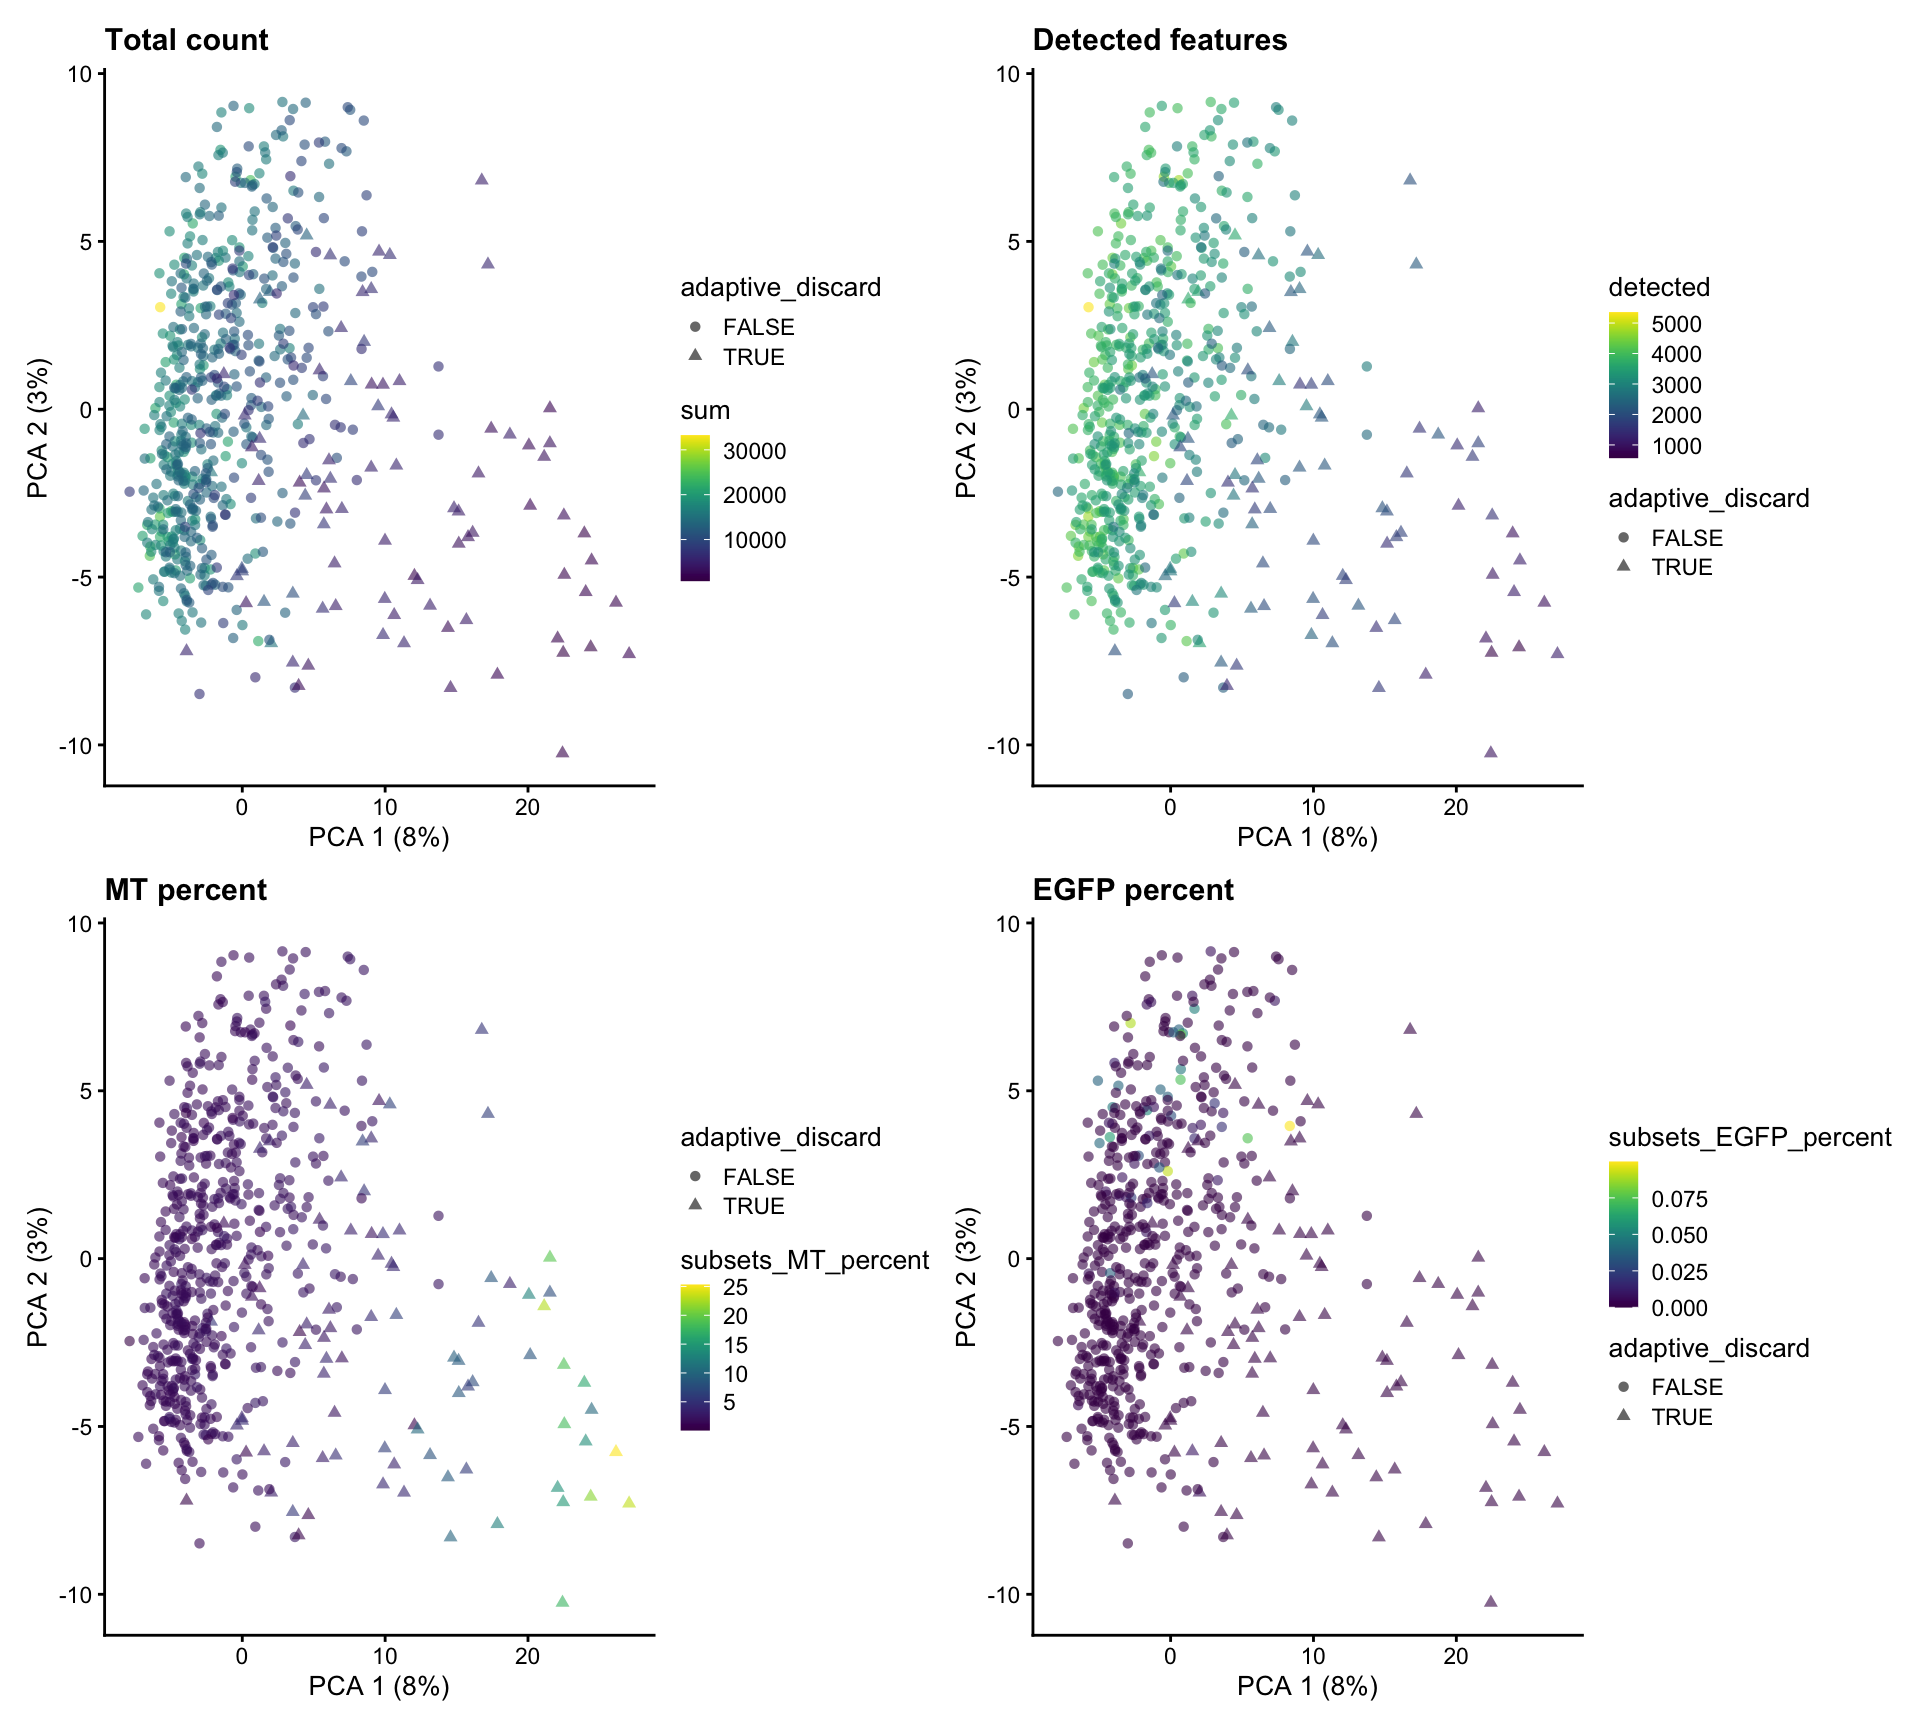 Total count
10
5
0
-5
-10
PCA 2 (3%)
0
10
20
PCA 1 (8%)
adaptive_discard
FALSE
TRUE
sum
30000
20000
10000
Detected features
10
5
0
-5
-10
PCA 2 (3%)
0
10
20
PCA 1 (8%)
detected
5000
4000
3000
2000
1000
adaptive_discard
FALSE
TRUE
MT percent
10
5
0
-5
-10
PCA 2 (3%)
0
10
20
PCA 1 (8%)
adaptive_discard
FALSE
TRUE
subsets_MT_percent
25
20
15
10
5
EGFP percent
10
5
0
-5
-10
PCA 2 (3%)
0
10
20
PCA 1 (8%)
subsets_EGFP_percent
0.075
0.050
0.025
0.000
adaptive_discard
FALSE
TRUE